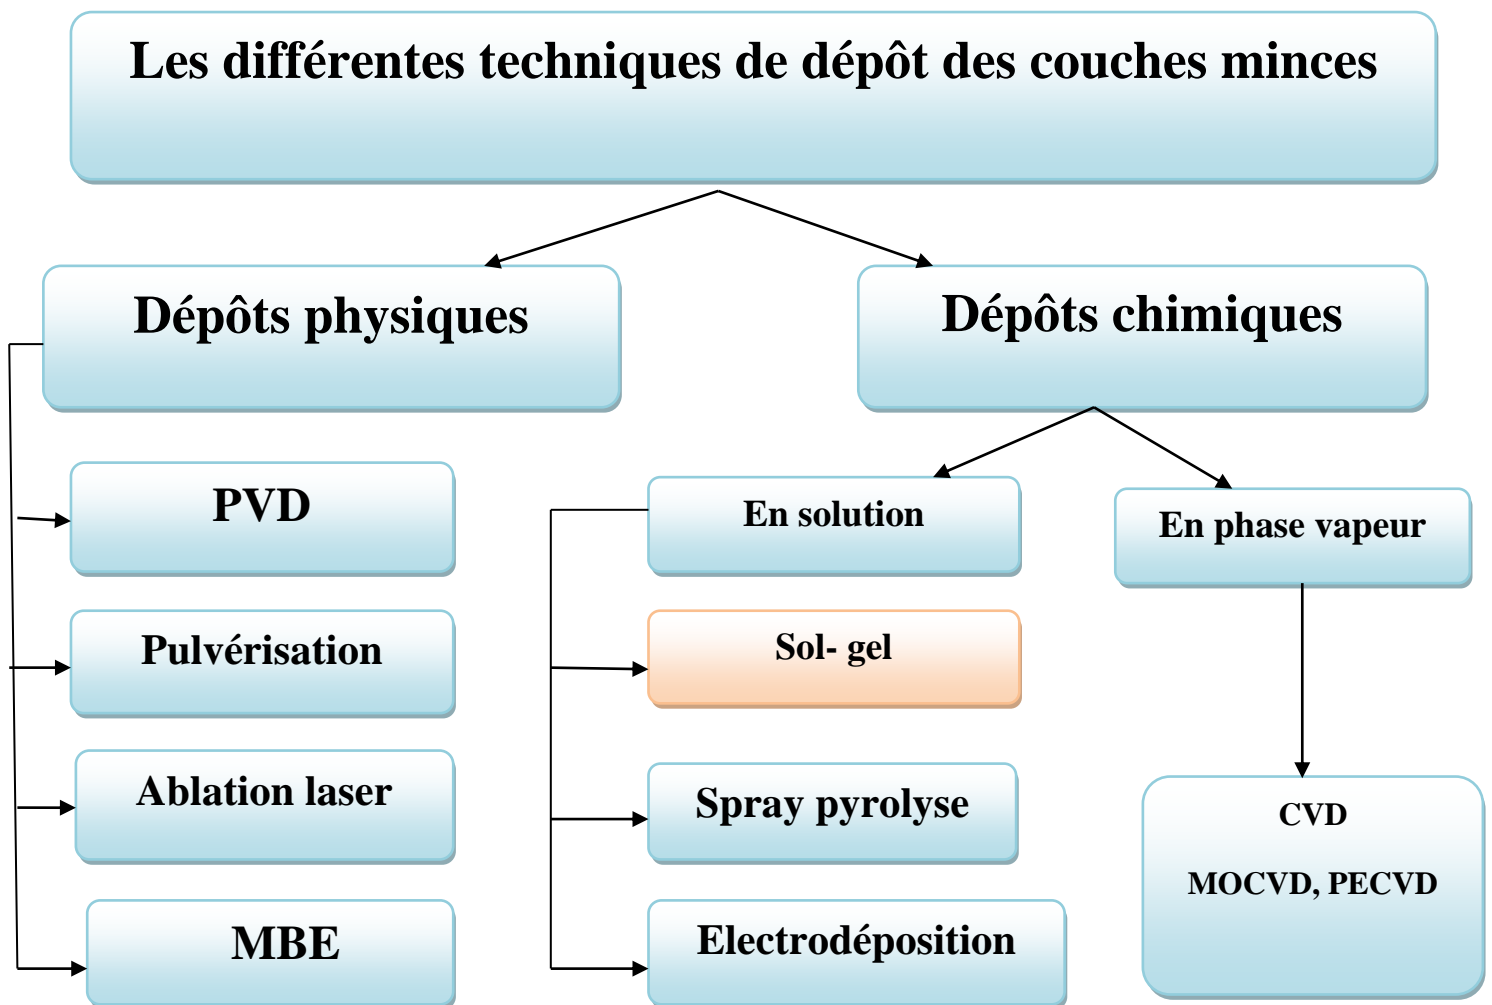 Les différentes techniques de dépôt des couches minces
Dépôts physiques
Dépôts chimiques
PVD
Pulvérisation
Ablation laser
MBE
En solution
Sol- gel
Spray pyrolyse
Electrodéposition
En phase vapeur
CVD
MOCVD, PECVD